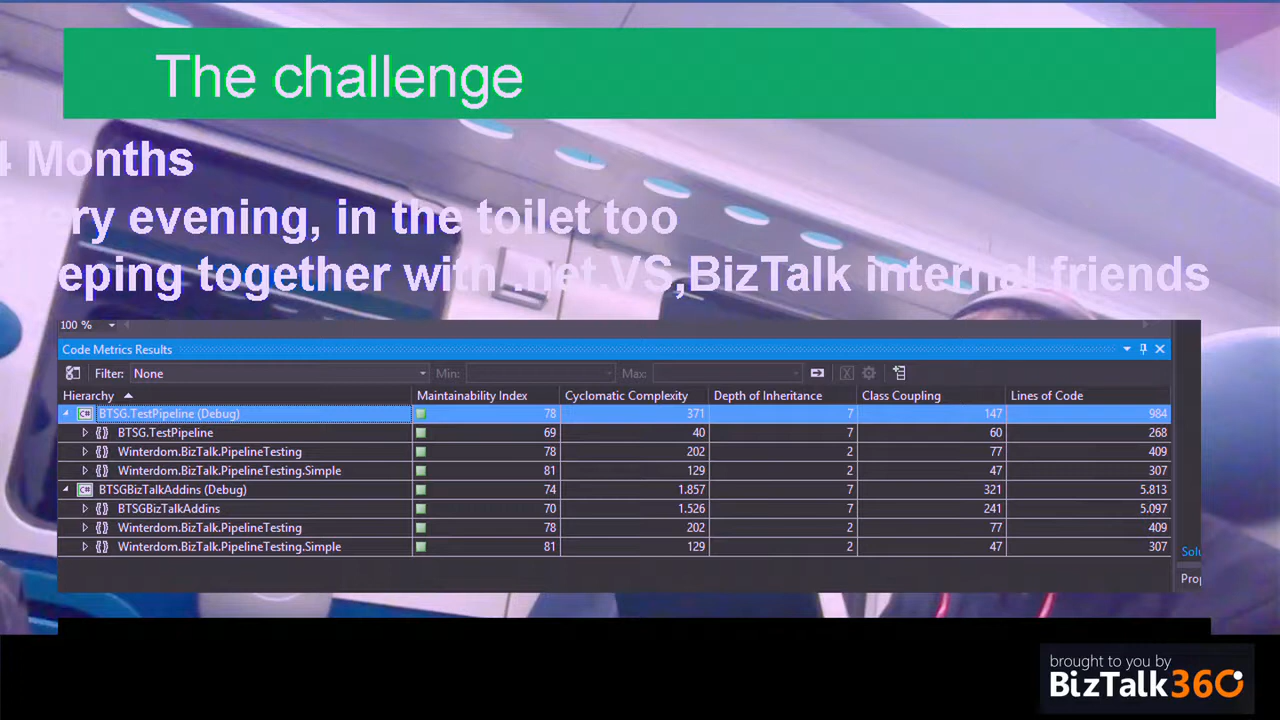 The challenge
4 Months
ery evening, in the toilet too
eping together with .net.VS,BizTalk internal friends
100 %
Code Metrics Results
Filter: None Min: Max:
Hierarchy Maintainability Index Cyclomatic Complexity Depth of Inheritance Class Coupling Lines of Code
BTSG.TestPipeline (Debug) 78 371 7 147 984
BTSG.TestPipeline 69 40 7 60 268
Winterdom.BizTalk.PipelineTesting 78 202 2 77 409
Winterdom.BizTalk.PipelineTesting.Simple 81 129 2 47 307
BTSGBizTalkAddins (Debug) 74 1.857 7 321 5.813
BTSGBizTalkAddins 70 1.526 7 241 5.097
Winterdom.BizTalk.PipelineTesting 78 202 2 77 409
Winterdom.BizTalk.PipelineTesting.Simple 81 129 2 47 307
Solu
Prop
brought to you by
BizTalk360